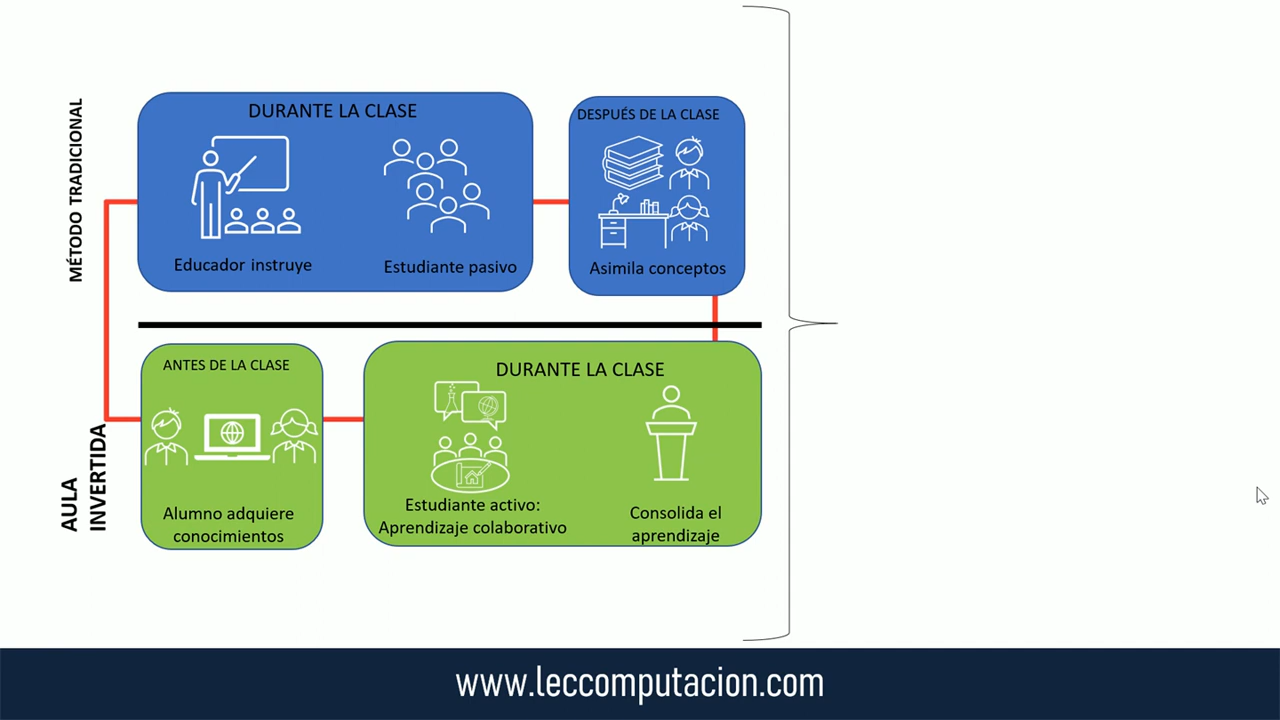 MÉTODO TRADICIONAL
DURANTE LA CLASE
Educador instruye
Estudiante pasivo
DESPUÉS DE LA CLASE
Asimila conceptos
AULA
INVERTIDA
ANTES DE LA CLASE
Alumno adquiere
conocimientos
DURANTE LA CLASE
Estudiante activo:
Aprendizaje colaborativo
Consolida el
aprendizaje
www.leccomputacion.com